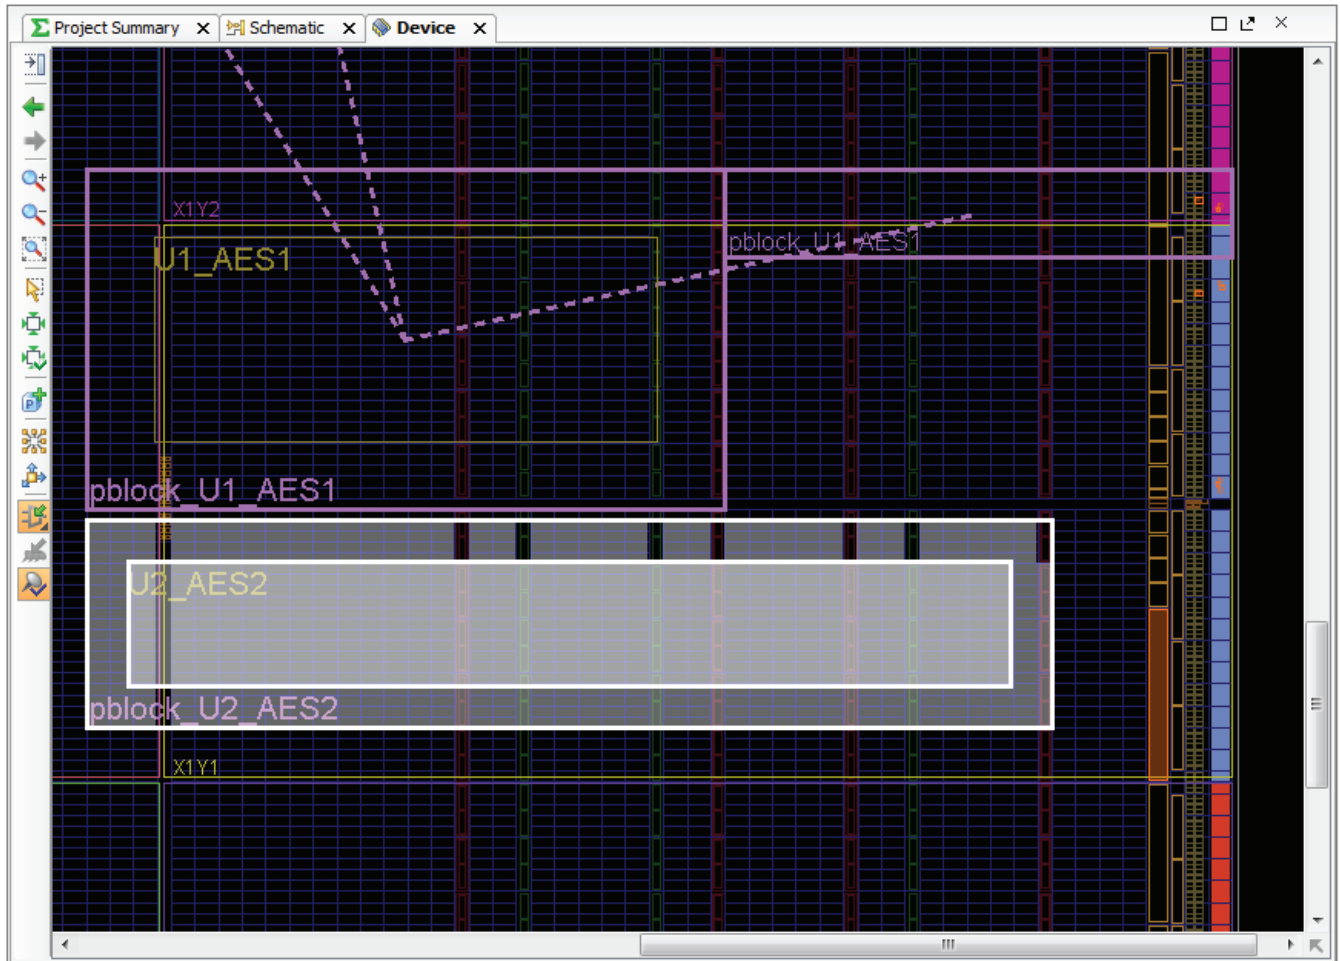 Project Summary
Schematic
Device
X1Y2
U1_AES1
pblock_U1_AES1
pblock_U1_AES1
U2_AES2
pblock_U2_AES2
X1Y1